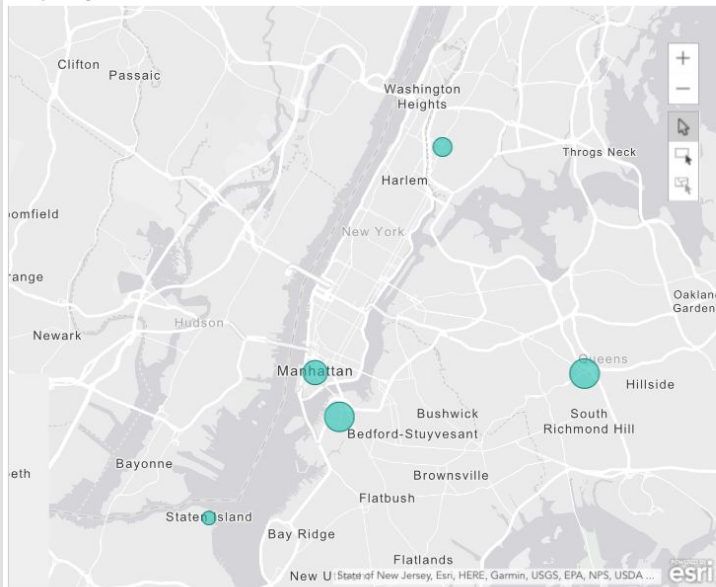 Clifton
Passaic
Washington
Heights
Throgs Neck
Harlem
New York
Oakland
Garden
Hudson
Newark
Queens
Manhattan
Hillside
Bushwick
South
Richmond Hill
Bedford-Stuyvesant
Bayonne
Brownsville
Flatbush
Staten Island
Bay Ridge
Flatlands
State of New Jersey, Esri, HERE, Garmin, USGS, EPA, NPS, USDA ...
esri